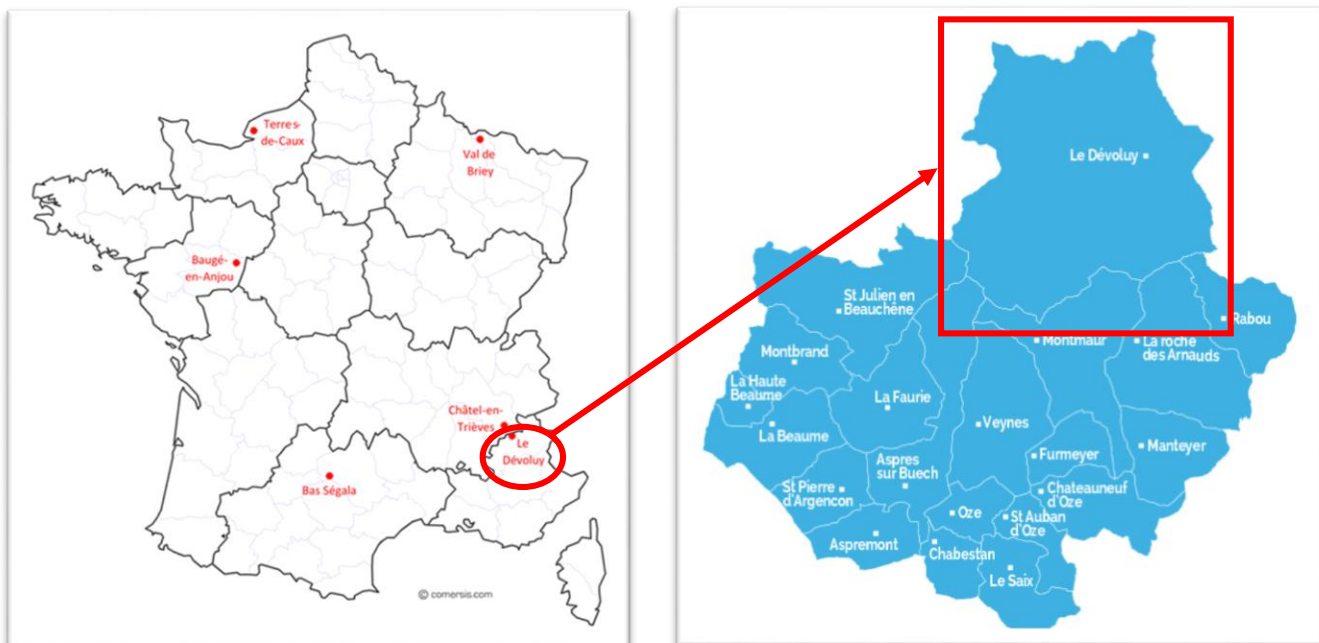 Terres-
de-Caux
Val de
Briey
Baugé-
en-Anjou
Châtel-en-
Trièves
Le
Dévoluy
Bas Ségala
© comersis.com
Le Dévoluy
St Julien en
Beauchêne
Rabou
Montmaur
La roche
des Arnauds
Montbrand
La Haute
Beaume
La Faurie
La Beaume
Veynes
Manteyer
Furmeyer
Aspres
sur Buech
St Pierre
d'Argencon
Chateauneuf
d'Oze
Oze
St Auban
d'Oze
Aspremont
Chabestan
Le Saix